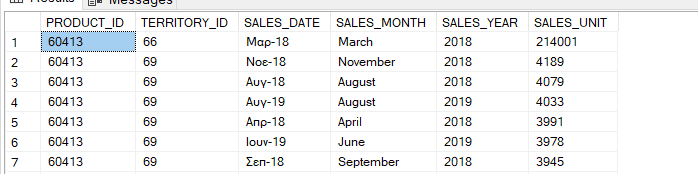 Results Messages
PRODUCT_ID TERRITORY_ID SALES_DATE SALES_MONTH SALES_YEAR SALES_UNIT
1 60413 66 Μαρ-18 March 2018 214001
2 60413 69 Νοε-18 November 2018 4189
3 60413 69 Αυγ-18 August 2018 4079
4 60413 69 Αυγ-19 August 2019 4033
5 60413 69 Απρ-18 April 2018 3991
6 60413 69 Ιουν-19 June 2019 3978
7 60413 69 Σεπ-18 September 2018 3945